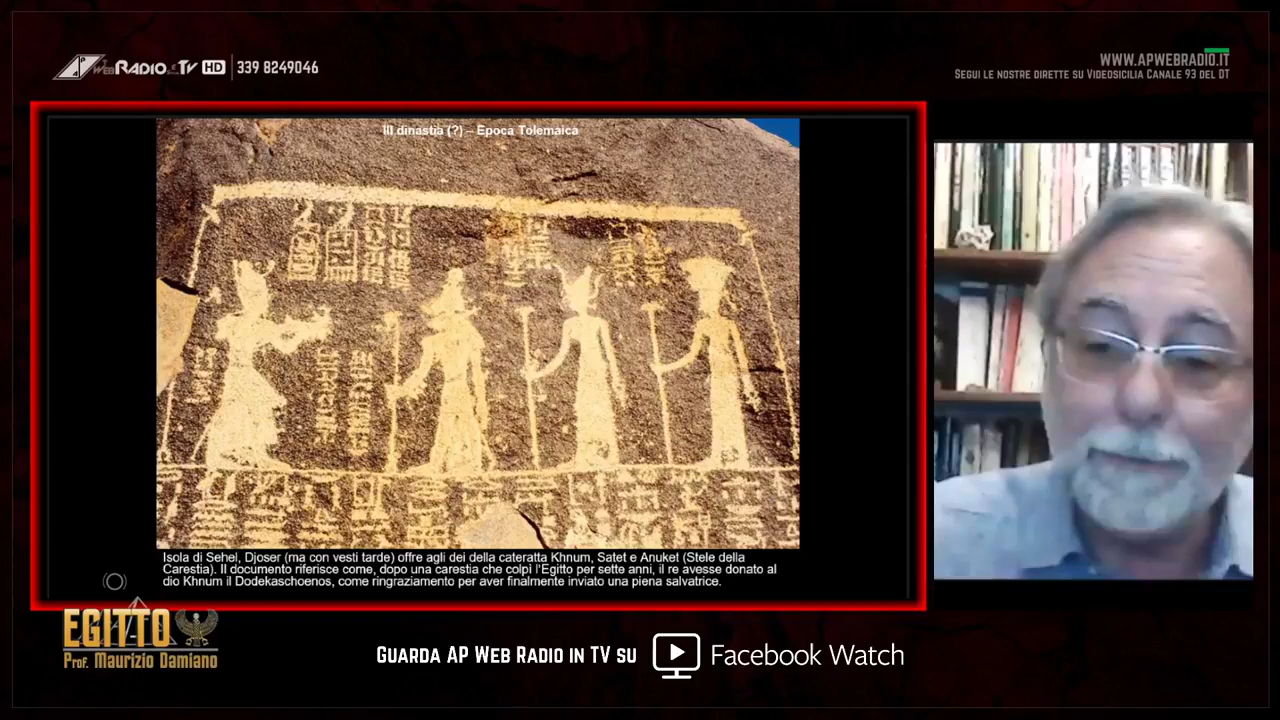 WEB RADIO E TV HD
339 8249046
WWW.APWEBRADIO.IT
SEGUI LE NOSTRE DIRETTE SU VIDEOSICILIA CANALE 93 DEL DT
III dinastia (?) – Epoca Tolemaica
Isola di Sehel, Djoser (ma con vesti tarde) offre agli dei della cateratta Khnum, Satet e Anuket (Stele della
Carestia). Il documento riferisce come, dopo una carestia che colpì l'Egitto per sette anni, il re avesse donato al
dio Khnum il Dodekaschoenos, come ringraziamento per aver finalmente inviato una piena salvatrice.
EGITTO
Prof. Maurizio Damiano
GUARDA AP WEB RADIO IN TV SU
Facebook Watch